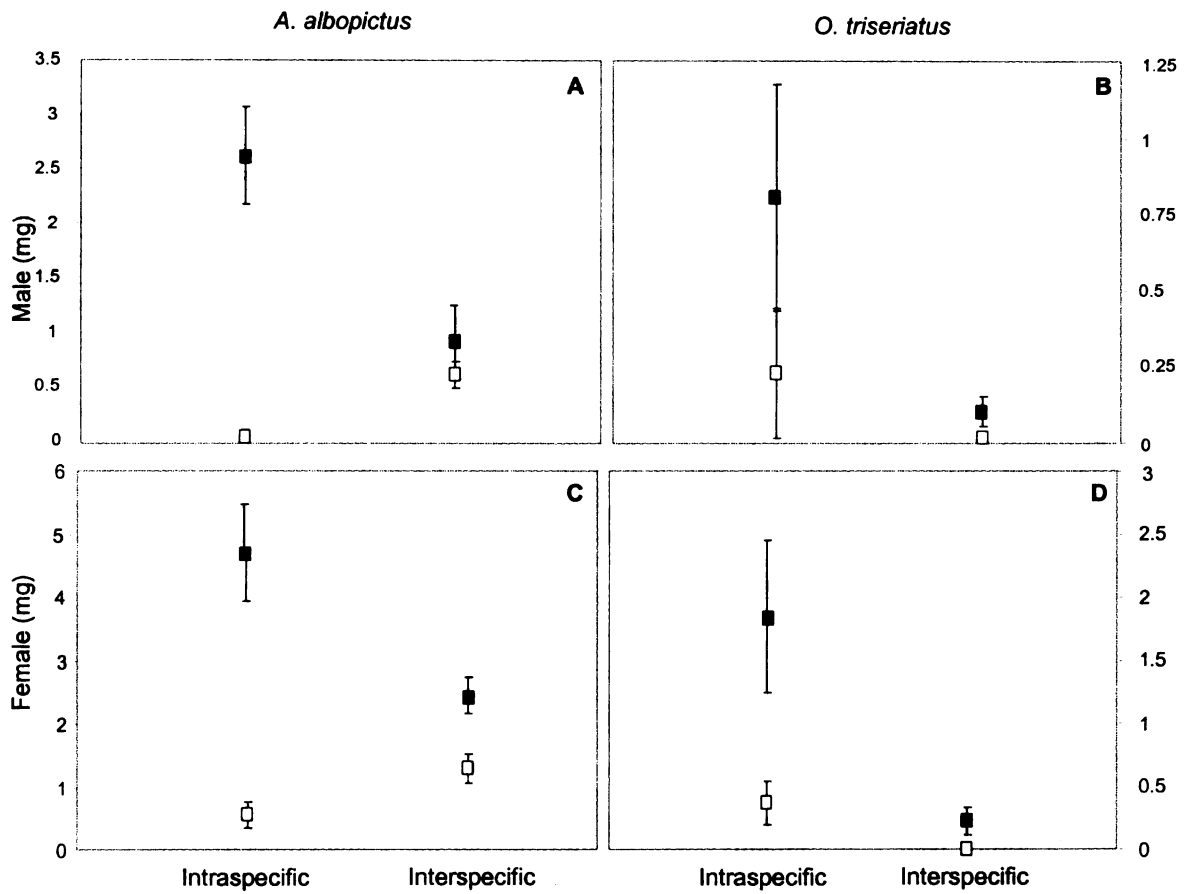 A. albopictus
O. triseriatus
Male (mg)
3.5
3
2.5
2
1.5
1
0.5
0
A
B
1.25
1
0.75
0.5
0.25
0
Female (mg)
6
5
4
3
2
1
0
C
D
3
2.5
2
1.5
1
0.5
0
Intraspecific
Interspecific
Intraspecific
Interspecific